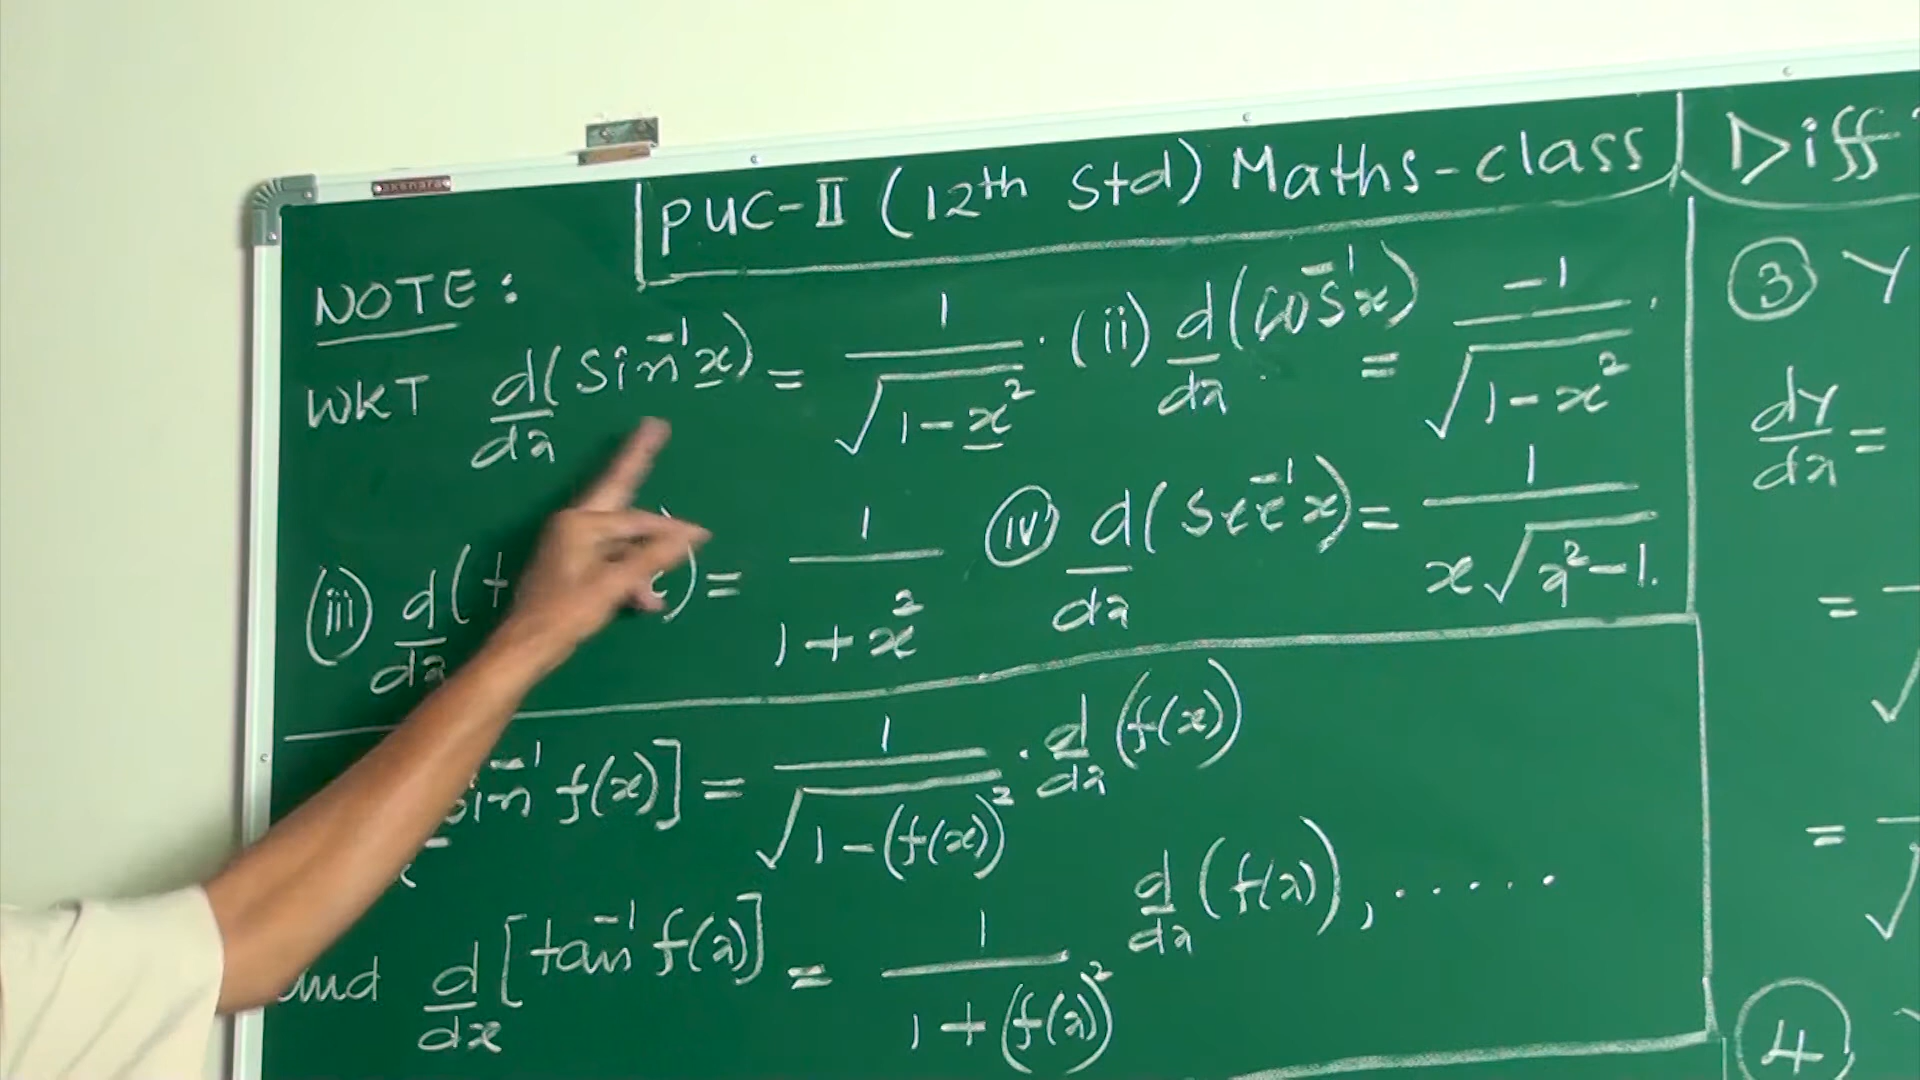 PUC-II (12th Std) Maths-class
Diff
NOTE:
WKT d/dx (Sin⁻¹x) = 1/√(1-x²) . (ii) d/dx (Cos⁻¹x) = -1/√(1-x²) .
(iii) d/dx (t x) = 1/(1+x²) (iv) d/dx (Sec⁻¹x) = 1/(x√(x²-1)).
sin⁻¹ f(x)] = 1/√(1-(f(x))²) . d/dx (f(x))
and d/dx [tan⁻¹ f(x)] = 1/(1+(f(x))²) d/dx (f(x)), . . . . .
(3) Y
dy/dx =
=
=
(4)